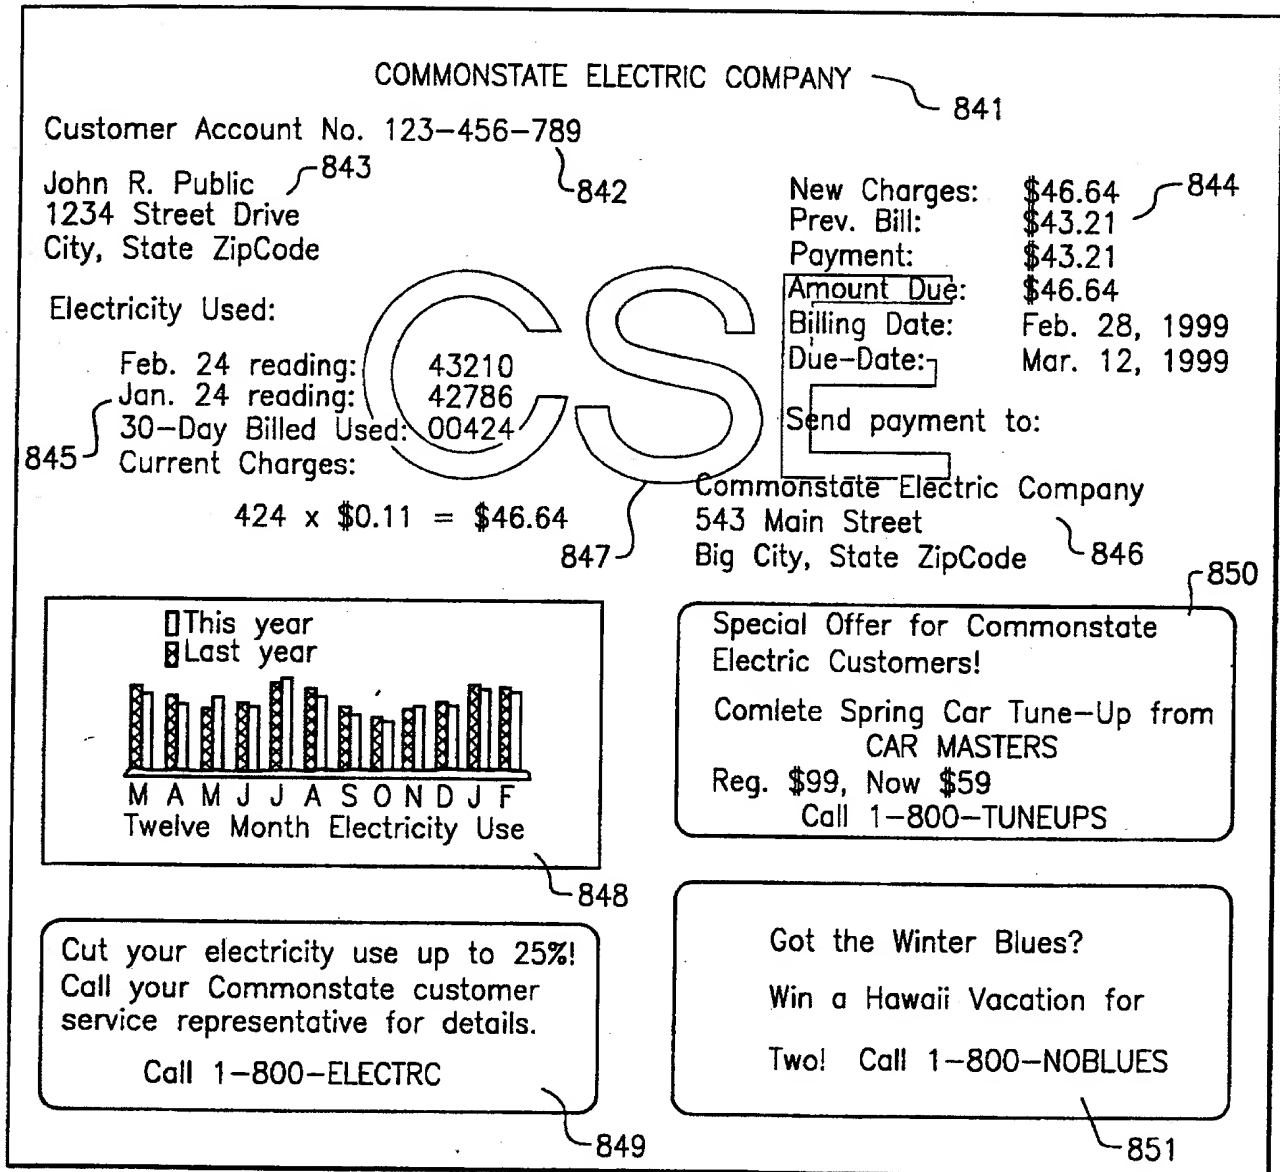 COMMONSTATE ELECTRIC COMPANY
841
Customer Account No. 123-456-789
842
John R. Public
843
1234 Street Drive
City, State ZipCode
New Charges: $46.64
844
Prev. Bill: $43.21
Payment: $43.21
Amount Due: $46.64
Billing Date: Feb. 28, 1999
Due-Date: Mar. 12, 1999
Electricity Used:
Feb. 24 reading: 43210
Jan. 24 reading: 42786
30-Day Billed Used: 00424
845
Current Charges:
424 x $0.11 = $46.64
CSE
847
Send payment to:
Commonstate Electric Company
543 Main Street
Big City, State ZipCode
846
This year
Last year
M A M J J A S O N D J F
Twelve Month Electricity Use
848
850
Special Offer for Commonstate
Electric Customers!
Comlete Spring Car Tune-Up from
CAR MASTERS
Reg. $99, Now $59
Call 1-800-TUNEUPS
Cut your electricity use up to 25%!
Call your Commonstate customer
service representative for details.
Call 1-800-ELECTRC
849
Got the Winter Blues?
Win a Hawaii Vacation for
Two! Call 1-800-NOBLUES
851